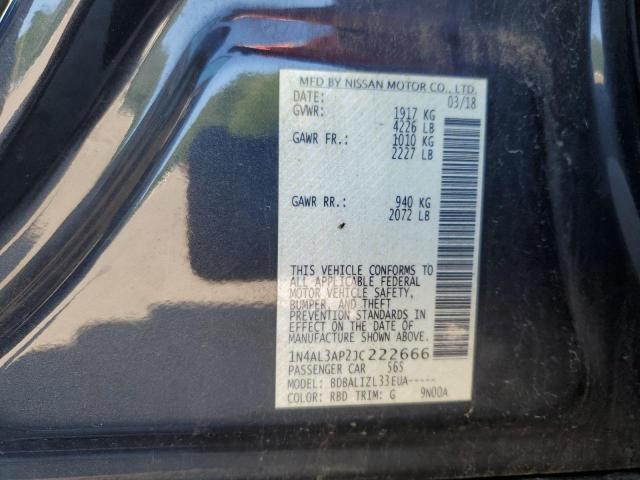 MFD BY NISSAN MOTOR CO., LTD.
DATE: 03/18
GVWR: 1917 KG
4226 LB
GAWR FR.: 1010 KG
2227 LB
GAWR RR.: 940 KG
2072 LB
THIS VEHICLE CONFORMS TO
ALL APPLICABLE FEDERAL
MOTOR VEHICLE SAFETY,
BUMPER, AND THEFT
PREVENTION STANDARDS IN
EFFECT ON THE DATE OF
MANUFACTURE SHOWN ABOVE.
1N4AL3AP2JC222666
PASSENGER CAR 565
MODEL: BDBALIZL33EUA-----
COLOR: RBD TRIM: G 9N00A